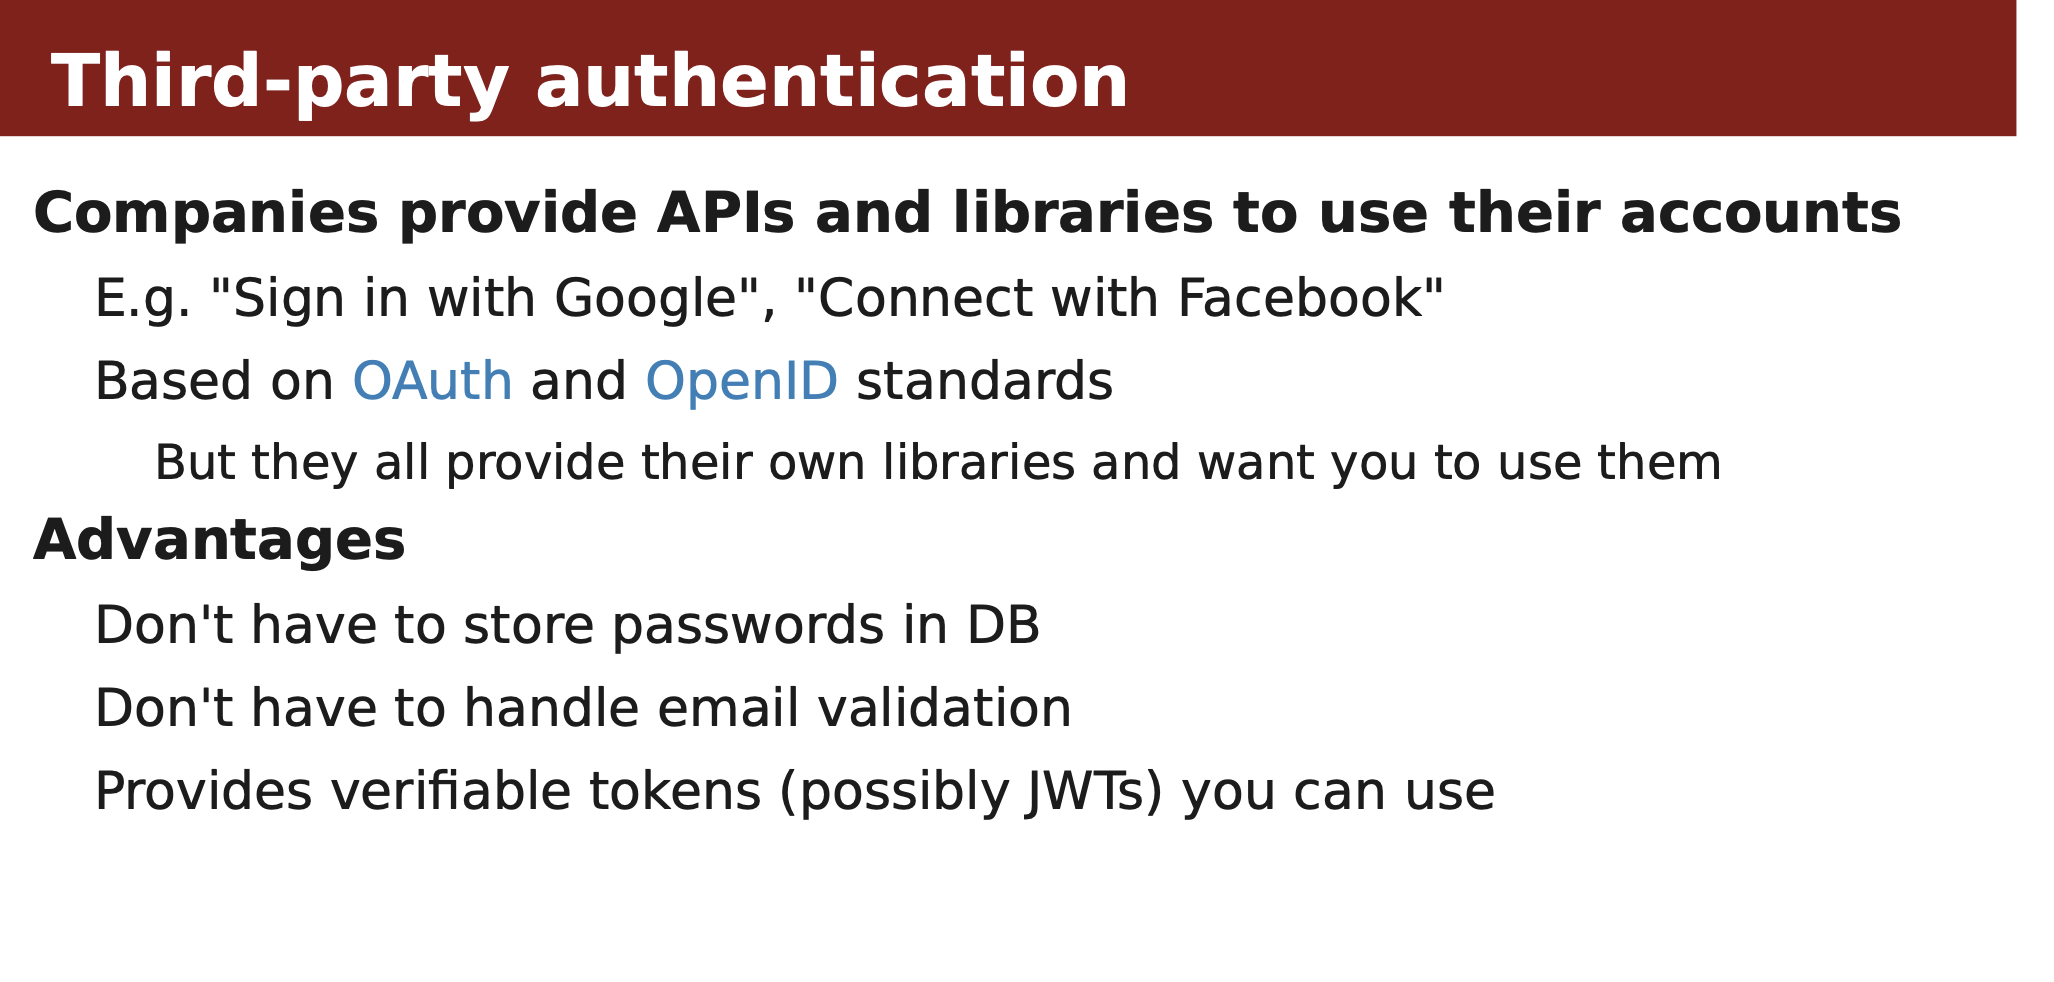 Third-party authentication
Companies provide APIs and libraries to use their accounts
E.g. "Sign in with Google", "Connect with Facebook"
Based on OAuth and OpenID standards
But they all provide their own libraries and want you to use them
Advantages
Don't have to store passwords in DB
Don't have to handle email validation
Provides verifiable tokens (possibly JWTs) you can use